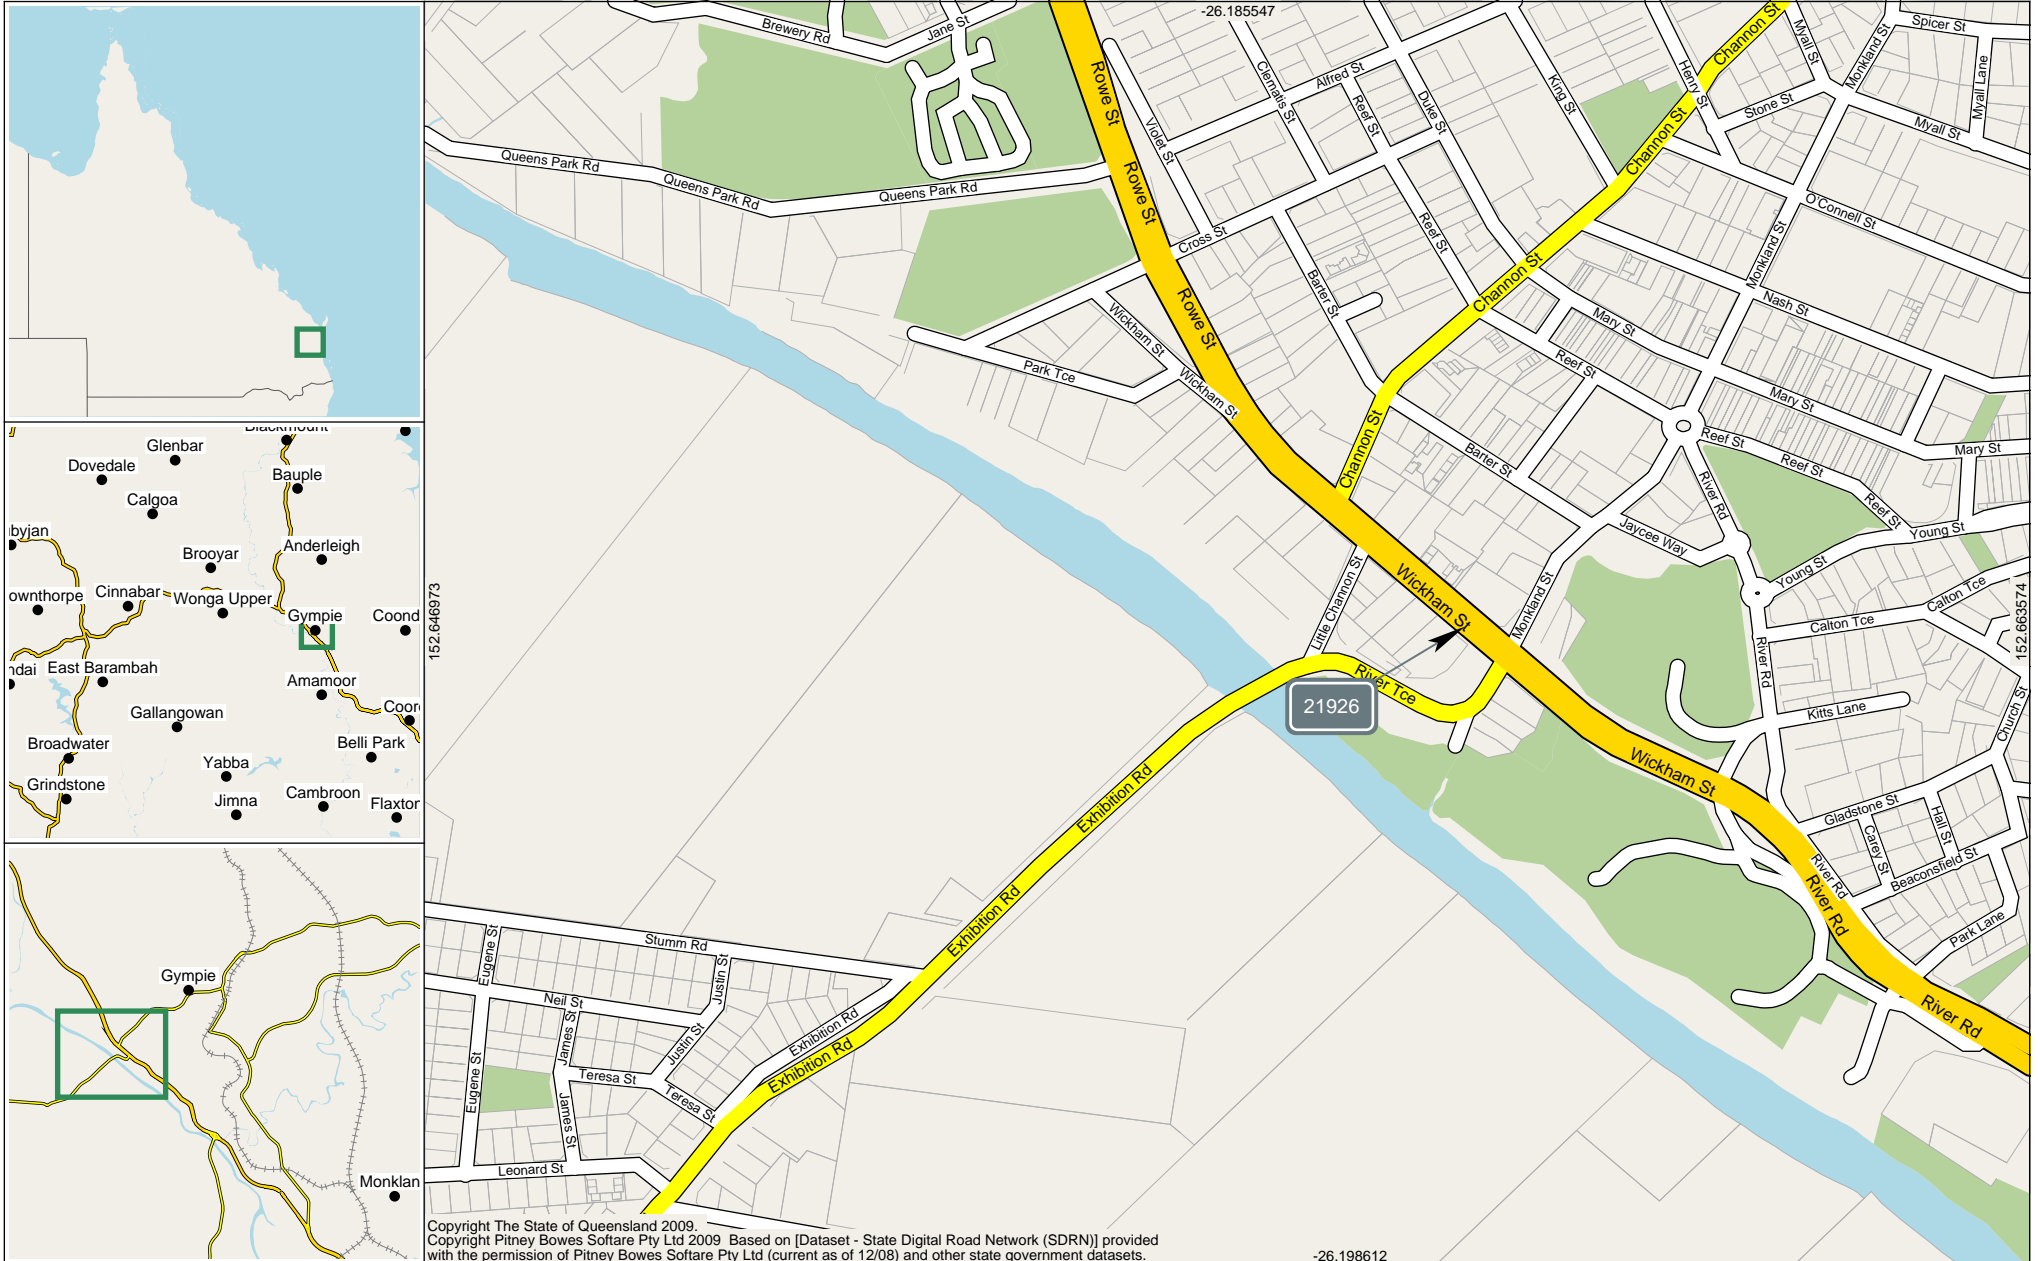 Blackmount
Glenbar
Dovedale
Bauple
Calgoa
byjan
Brooyar
Anderleigh
ownthorpe
Cinnabar
Wonga Upper
Gympie
Coond
ndai
East Barambah
Amamoor
Gallangowan
Coor
Broadwater
Belli Park
Yabba
Grindstone
Jimna
Cambroon
Flaxton
Gympie
Monklan
-26.185547
152.646973
152.663574
-26.198612
Brewery Rd
Jane St
Rowe St
Rowe St
Rowe St
Violet St
Clematis St
Alfred St
Reef St
Duke St
King St
Henry St
Channon St
Myall St
Monkland St
Spicer St
Myall Lane
Stone St
Myall St
Channon St
Queens Park Rd
Queens Park Rd
Queens Park Rd
Cross St
Reef St
O'Connell St
Monkland St
Channon St
Barter St
Wickham St
Wickham St
Park Tce
Nash St
Mary St
Reef St
Mary St
Channon St
Barter St
Reef St
Reef St
Reef St
Mary St
River Rd
Jaycee Way
Young St
Young St
Little Channon St
Wickham St
Monkland St
Calton Tce
Calton Tce
River Rd
River Tce
21926
Kitts Lane
Church St
Wickham St
Gladstone St
Hall St
Carey St
Beaconsfield St
River Rd
River Rd
Park Lane
River Rd
Exhibition Rd
Exhibition Rd
Stumm Rd
Eugene St
Justin St
Neil St
James St
Justin St
Exhibition Rd
Exhibition Rd
Eugene St
Teresa St
Teresa St
James St
Leonard St
Copyright The State of Queensland 2009.
Copyright Pitney Bowes Softare Pty Ltd 2009 Based on [Dataset - State Digital Road Network (SDRN)] provided
with the permission of Pitney Bowes Softare Pty Ltd (current as of 12/08) and other state government datasets.